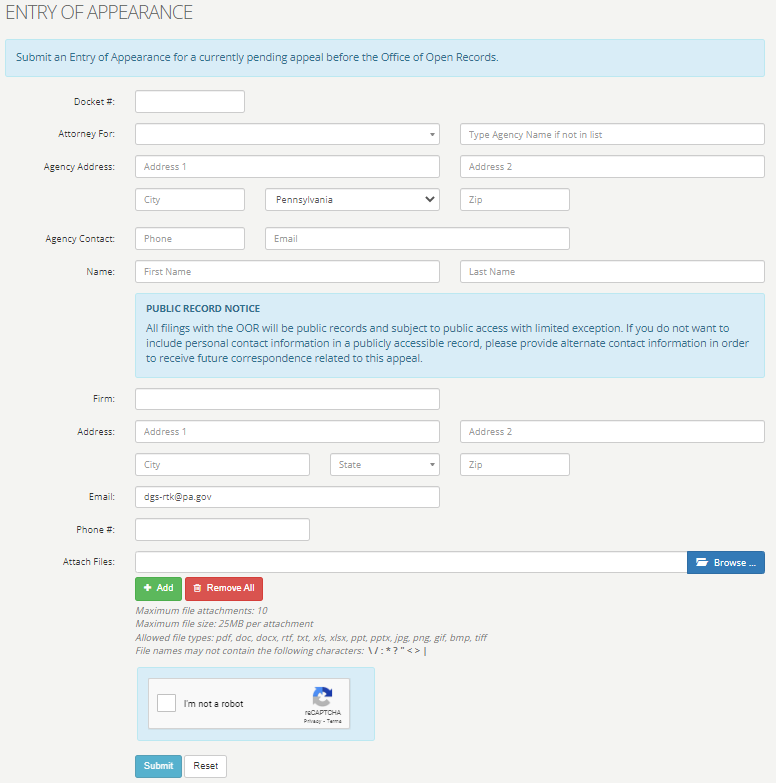 ENTRY OF APPEARANCE
Submit an Entry of Appearance for a currently pending appeal before the Office of Open Records.
Docket #:
Attorney For: Type Agency Name if not in list
Agency Address: Address 1 Address 2
City Pennsylvania Zip
Agency Contact: Phone Email
Name: First Name Last Name
PUBLIC RECORD NOTICE
All filings with the OOR will be public records and subject to public access with limited exception. If you do not want to
include personal contact information in a publicly accessible record, please provide alternate contact information in order
to receive future correspondence related to this appeal.
Firm:
Address: Address 1 Address 2
City State Zip
Email: dgs-rtk@pa.gov
Phone #:
Attach Files: Browse ...
Add Remove All
Maximum file attachments: 10
Maximum file size: 25MB per attachment
Allowed file types: pdf, doc, docx, rtf, txt, xls, xlsx, ppt, pptx, jpg, png, gif, bmp, tiff
File names may not contain the following characters: \ / : * ? " < > |
I'm not a robot
reCAPTCHA
Privacy - Terms
Submit Reset